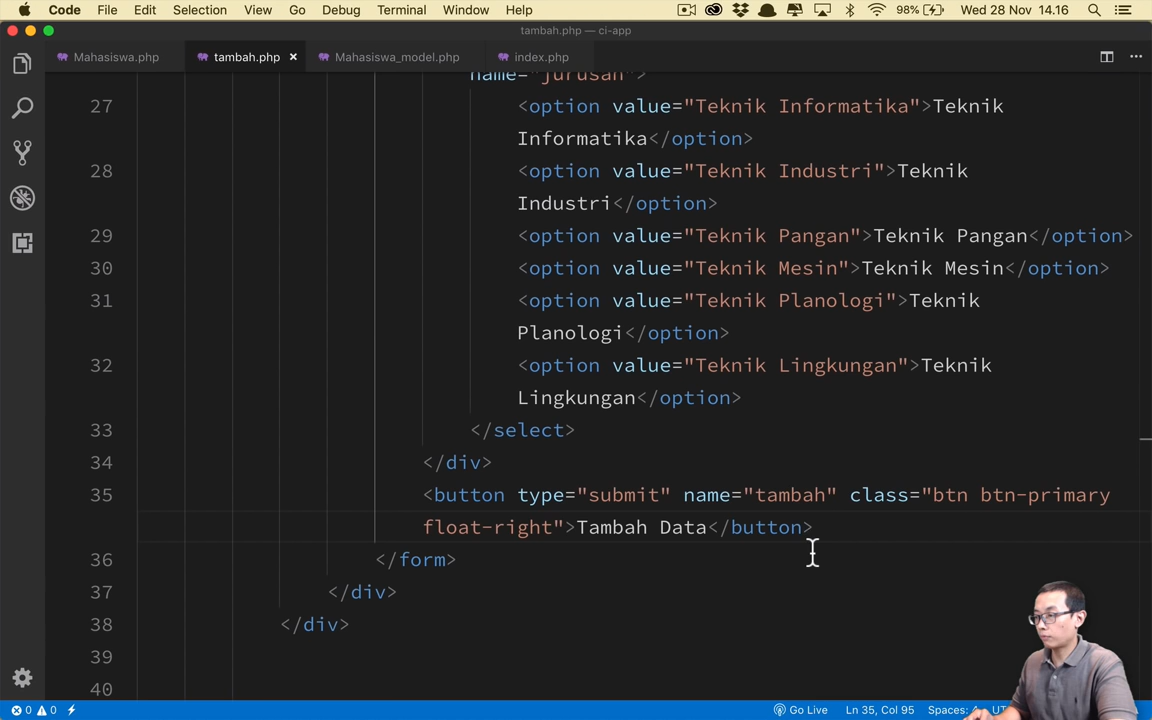 Code File Edit Selection View Go Debug Terminal Window Help 98% Wed 28 Nov 14.16
tambah.php — ci-app
Mahasiswa.php tambah.php Mahasiswa_model.php index.php
name="jurusan">
27 <option value="Teknik Informatika">Teknik
Informatika</option>
28 <option value="Teknik Industri">Teknik
Industri</option>
29 <option value="Teknik Pangan">Teknik Pangan</option>
30 <option value="Teknik Mesin">Teknik Mesin</option>
31 <option value="Teknik Planologi">Teknik
Planologi</option>
32 <option value="Teknik Lingkungan">Teknik
Lingkungan</option>
33 </select>
34 </div>
35 <button type="submit" name="tambah" class="btn btn-primary
float-right">Tambah Data</button>
36 </form>
37 </div>
38 </div>
39
40
0 0 Go Live Ln 35, Col 95 Spaces: